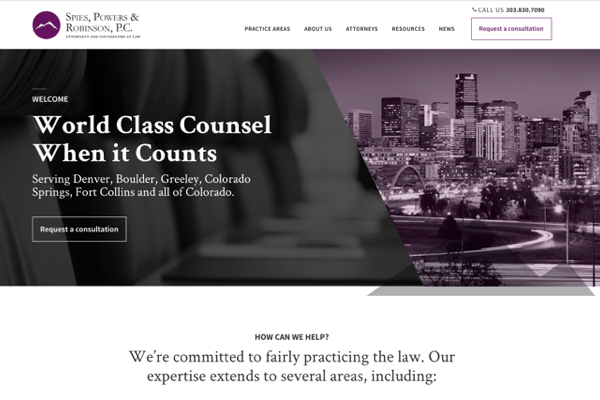 SPIES, POWERS &
ROBINSON, P.C.
ATTORNEYS AND COUNSELORS AT LAW
CALL US 303.830.7090
PRACTICE AREAS ABOUT US ATTORNEYS RESOURCES NEWS
Request a consultation
WELCOME
World Class Counsel
When it Counts
Serving Denver, Boulder, Greeley, Colorado
Springs, Fort Collins and all of Colorado.
Request a consultation
HOW CAN WE HELP?
We're committed to fairly practicing the law. Our
expertise extends to several areas, including: